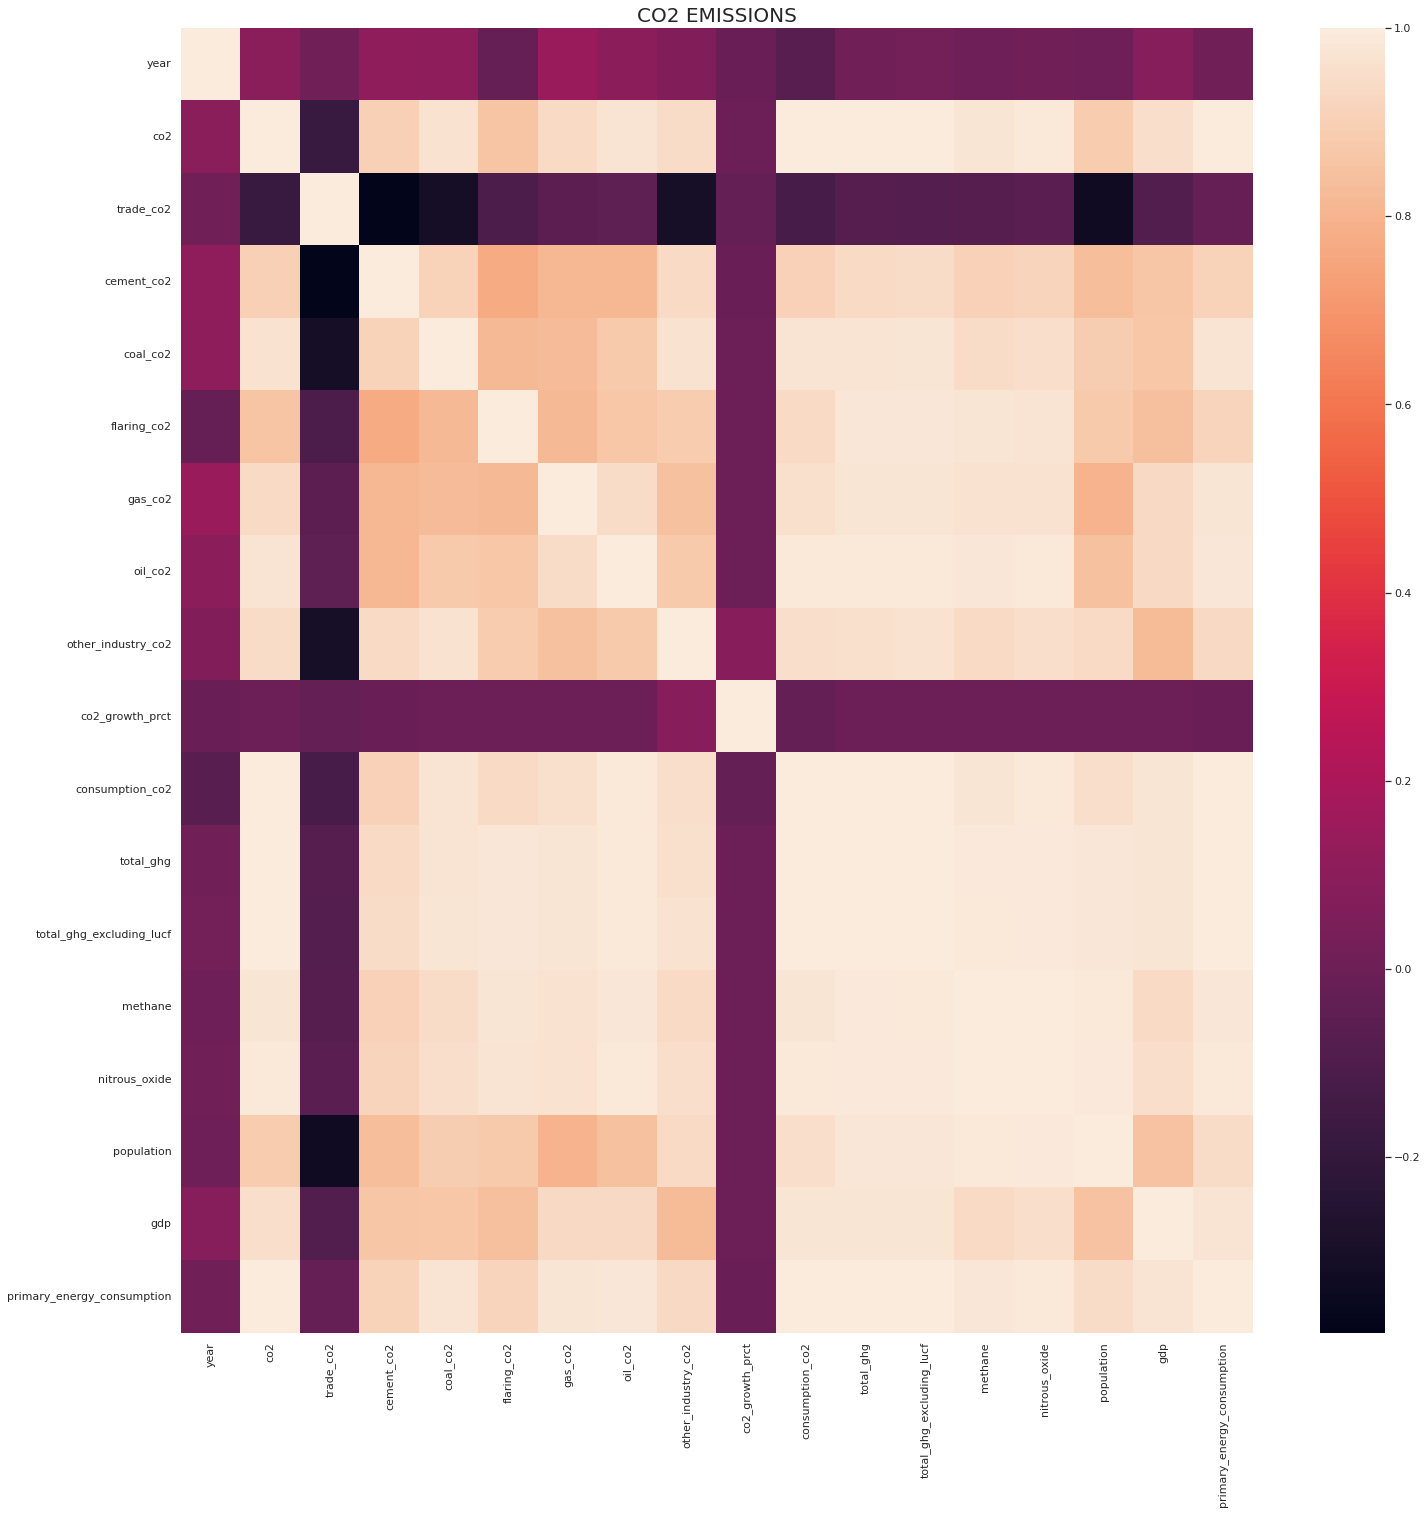 CO2 EMISSIONS
year
co2
trade_co2
cement_co2
coal_co2
flaring_co2
gas_co2
oil_co2
other_industry_co2
co2_growth_prct
consumption_co2
total_ghg
total_ghg_excluding_lucf
methane
nitrous_oxide
population
gdp
primary_energy_consumption
year
co2
trade_co2
cement_co2
coal_co2
flaring_co2
gas_co2
oil_co2
other_industry_co2
co2_growth_prct
consumption_co2
total_ghg
total_ghg_excluding_lucf
methane
nitrous_oxide
population
gdp
primary_energy_consumption
1.0
0.8
0.6
0.4
0.2
0.0
−0.2